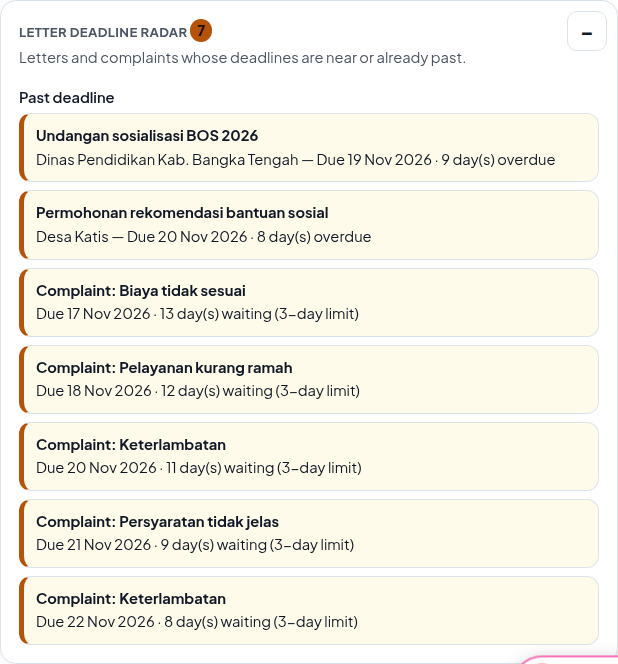 LETTER DEADLINE RADAR 7
Letters and complaints whose deadlines are near or already past.
Past deadline
Undangan sosialisasi BOS 2026
Dinas Pendidikan Kab. Bangka Tengah — Due 19 Nov 2026 · 9 day(s) overdue
Permohonan rekomendasi bantuan sosial
Desa Katis — Due 20 Nov 2026 · 8 day(s) overdue
Complaint: Biaya tidak sesuai
Due 17 Nov 2026 · 13 day(s) waiting (3-day limit)
Complaint: Pelayanan kurang ramah
Due 18 Nov 2026 · 12 day(s) waiting (3-day limit)
Complaint: Keterlambatan
Due 20 Nov 2026 · 11 day(s) waiting (3-day limit)
Complaint: Persyaratan tidak jelas
Due 21 Nov 2026 · 9 day(s) waiting (3-day limit)
Complaint: Keterlambatan
Due 22 Nov 2026 · 8 day(s) waiting (3-day limit)